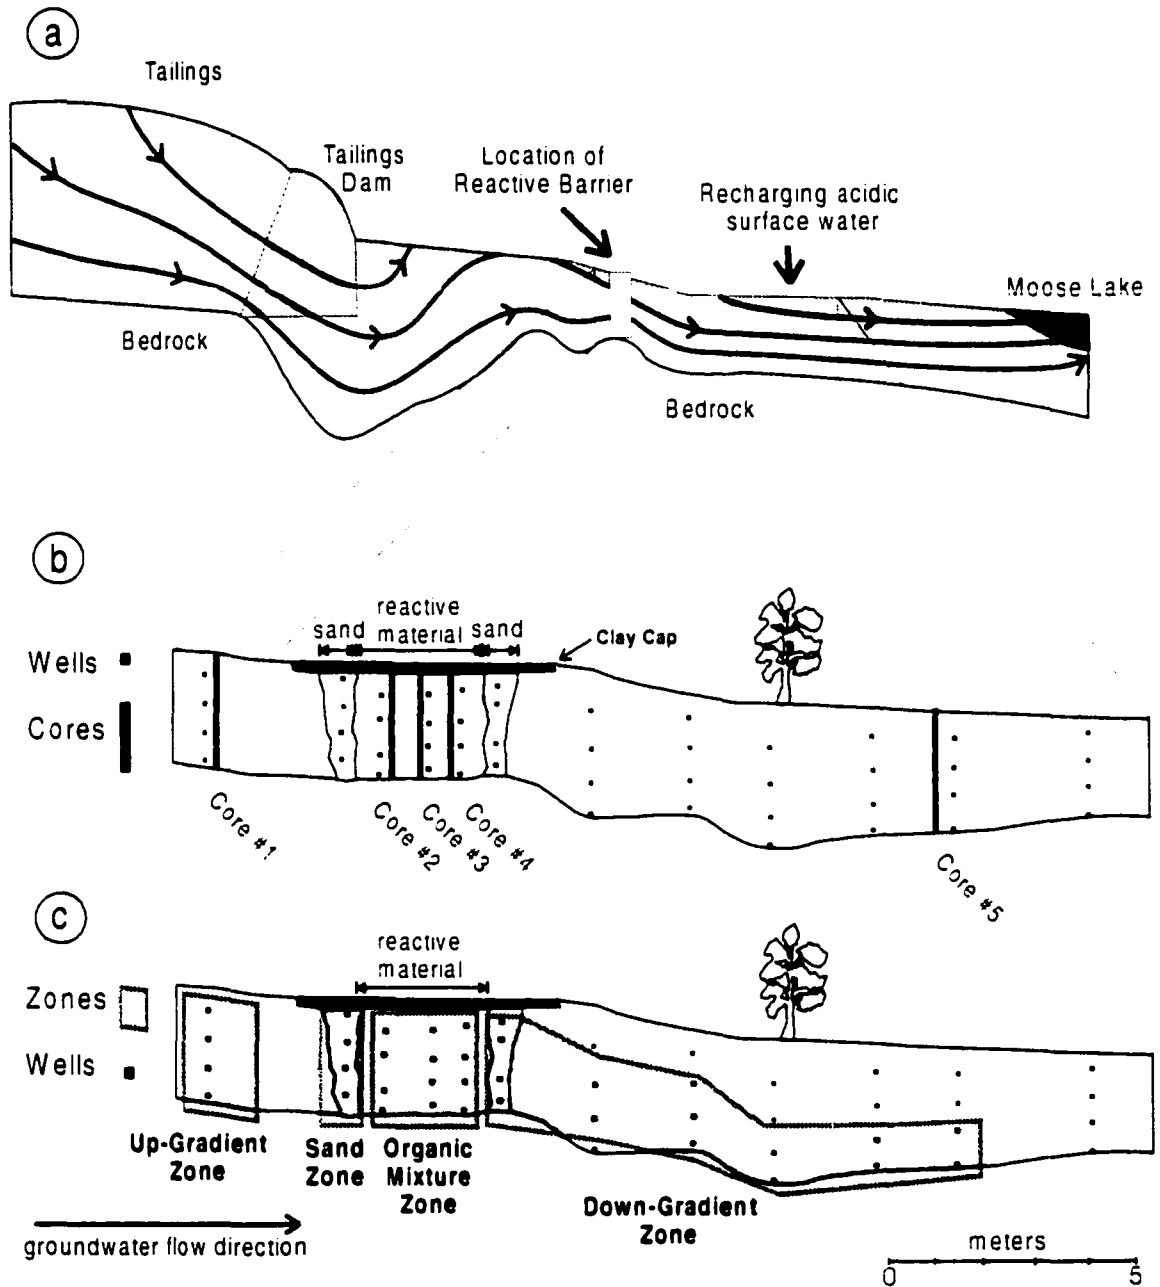 a
Tailings
Tailings
Dam
Location of
Reactive Barrier
Recharging acidic
surface water
Moose Lake
Bedrock
Bedrock
b
Wells
Cores
sand
reactive
material
sand
Clay Cap
Core #1
Core #2
Core #3
Core #4
Core #5
c
Zones
Wells
reactive
material
Up-Gradient
Zone
Sand
Zone
Organic
Mixture
Zone
Down-Gradient
Zone
groundwater flow direction
meters
0 5